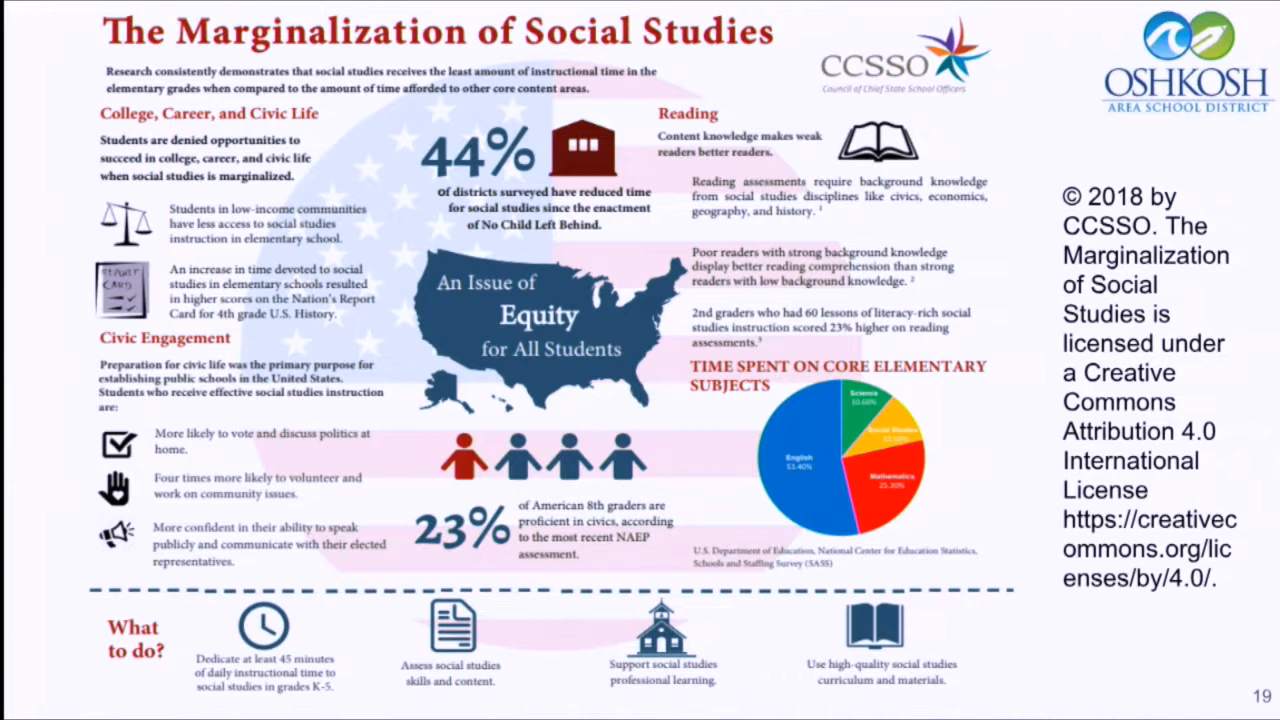 The Marginalization of Social Studies
Research consistently demonstrates that social studies receives the least amount of instructional time in the
elementary grades when compared to the amount of time afforded to other core content areas.
CCSSO
Council of Chief State School Officers
OSHKOSH
AREA SCHOOL DISTRICT
College, Career, and Civic Life
Students are denied opportunities to
succeed in college, career, and civic life
when social studies is marginalized.
Students in low-income communities
have less access to social studies
instruction in elementary school.
REPORT
CARD
An increase in time devoted to social
studies in elementary schools resulted
in higher scores on the Nation's Report
Card for 4th grade U.S. History.
Civic Engagement
Preparation for civic life was the primary purpose for
establishing public schools in the United States.
Students who receive effective social studies instruction
are:
More likely to vote and discuss politics at
home.
Four times more likely to volunteer and
work on community issues.
More confident in their ability to speak
publicly and communicate with their elected
representatives.
44%
of districts surveyed have reduced time
for social studies since the enactment
of No Child Left Behind.
An Issue of
Equity
for All Students
23%
of American 8th graders are
proficient in civics, according
to the most recent NAEP
assessment.
Reading
Content knowledge makes weak
readers better readers.
Reading assessments require background knowledge
from social studies disciplines like civics, economics,
geography, and history. 1
Poor readers with strong background knowledge
display better reading comprehension than strong
readers with low background knowledge. 2
2nd graders who had 60 lessons of literacy-rich social
studies instruction scored 23% higher on reading
assessments.3
TIME SPENT ON CORE ELEMENTARY
SUBJECTS
Science
10.60%
Social Studies
English
53.40%
Mathematics
25.30%
U.S. Department of Education, National Center for Education Statistics,
Schools and Staffing Survey (SASS)
What
to do?
Dedicate at least 45 minutes
of daily instructional time to
social studies in grades K-5.
Assess social studies
skills and content.
Support social studies
professional learning.
Use high-quality social studies
curriculum and materials.
© 2018 by
CCSSO. The
Marginalization
of Social
Studies is
licensed under
a Creative
Commons
Attribution 4.0
International
License
https://creativec
ommons.org/lic
enses/by/4.0/.
19